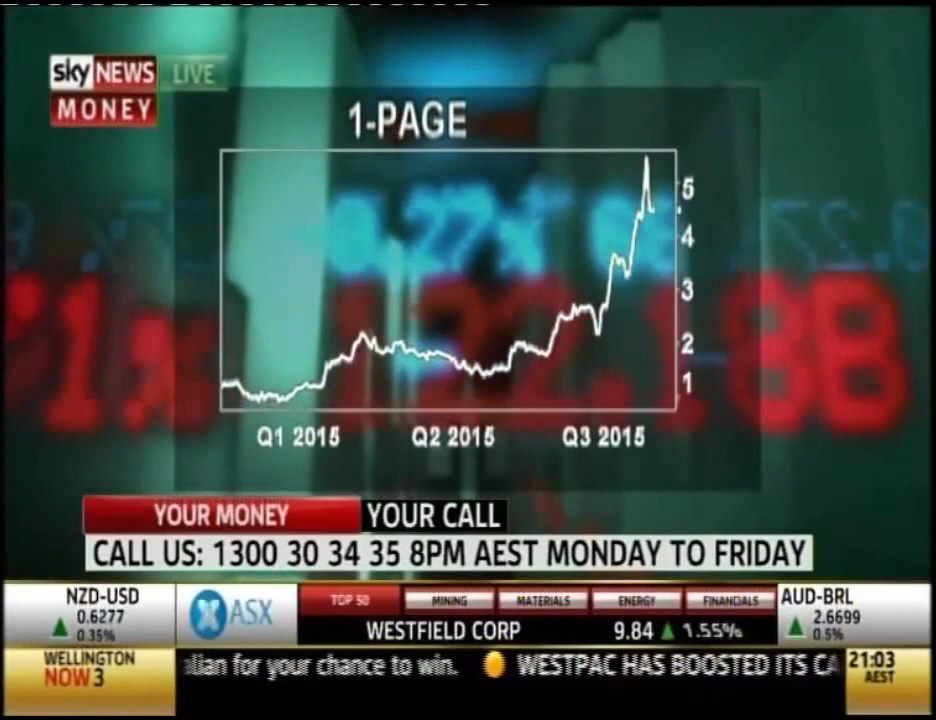 sky NEWS LIVE
MONEY
1-PAGE
5
4
3
2
1
Q1 2015 Q2 2015 Q3 2015
YOUR MONEY YOUR CALL
CALL US: 1300 30 34 35 8PM AEST MONDAY TO FRIDAY
NZD-USD
0.6277
0.35%
ASX
TOP 50 MINING MATERIALS ENERGY FINANCIALS
WESTFIELD CORP 9.84 1.55%
AUD-BRL
2.6699
0.5%
WELLINGTON
NOW 3
lian for your chance to win. WESTPAC HAS BOOSTED ITS CA
21:03
AEST